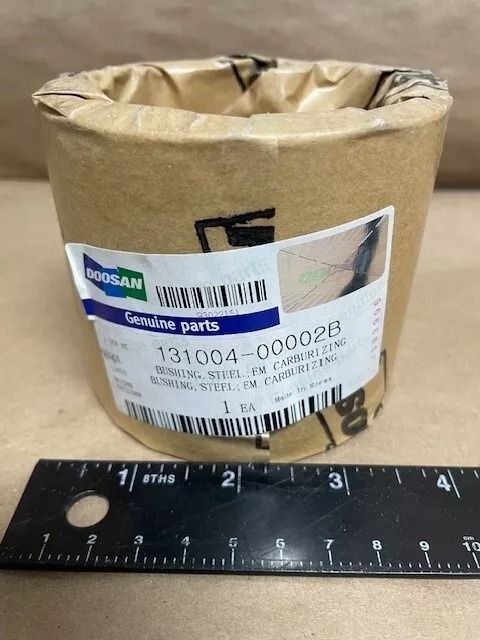 DOOSAN
Genuine parts
131004-00002B
BUSHING, STEEL;EM CARBURIZING
BUSHING, STEEL;EM CARBURIZING
1 EA
Made In Korea
SO
1 8THS 2 3 4
1 2 3 4 5 6 7 8 9 10